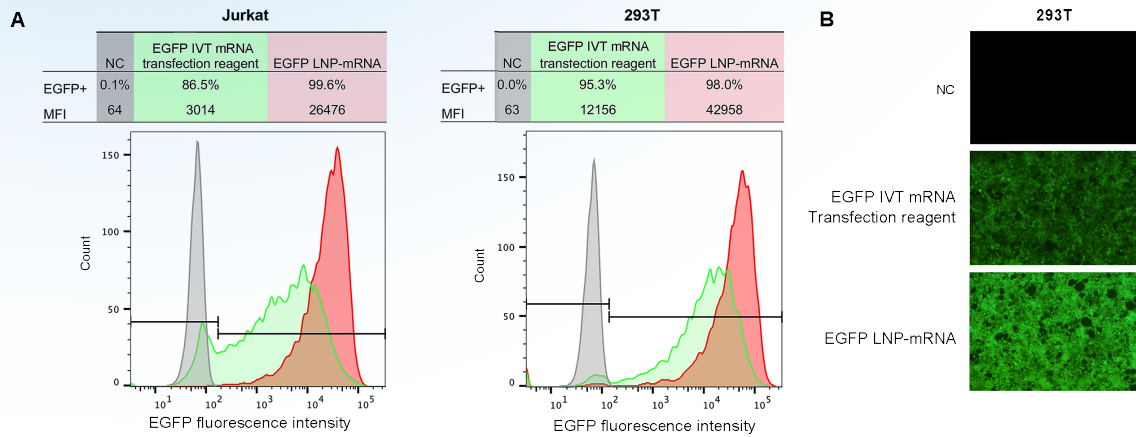 A
Jurkat
NC
EGFP IVT mRNA
transfection reagent
EGFP LNP-mRNA
EGFP+ 0.1% 86.5% 99.6%
MFI 64 3014 26476
150
100
50
0
Count
10¹ 10² 10³ 10⁴ 10⁵
EGFP fluorescence intensity
293T
NC
EGFP IVT mRNA
transfection reagent
EGFP LNP-mRNA
EGFP+ 0.0% 95.3% 98.0%
MFI 63 12156 42958
150
100
50
0
Count
10¹ 10² 10³ 10⁴ 10⁵
EGFP fluorescence intensity
B
293T
NC
EGFP IVT mRNA
Transfection reagent
EGFP LNP-mRNA